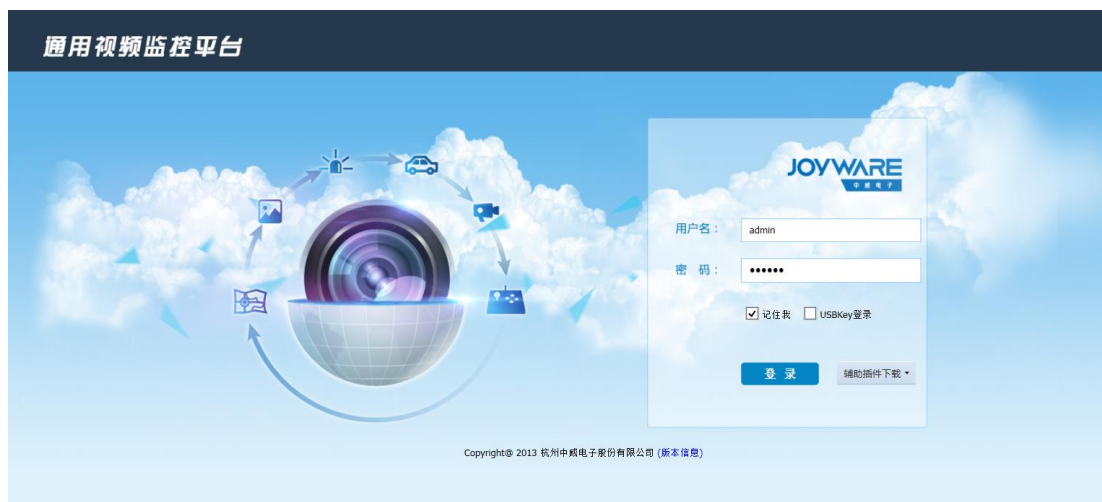 通用视频监控平台
JOYWARE
中威电子
用户名：
admin
密 码：
••••••
记住我
USBKey登录
登 录
辅助插件下载
Copyright@ 2013 杭州中威电子股份有限公司 (版本信息)